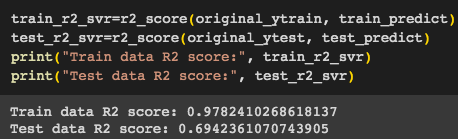 train_r2_svr=r2_score(original_ytrain, train_predict)
test_r2_svr=r2_score(original_ytest, test_predict)
print("Train data R2 score:", train_r2_svr)
print("Test data R2 score:", test_r2_svr)
Train data R2 score: 0.9782410268618137
Test data R2 score: 0.6942361070743905